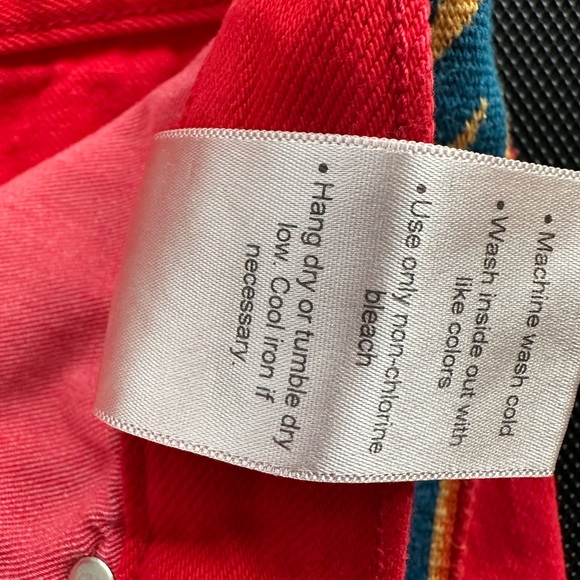 • Machine wash cold
• Wash inside out with
like colors
• Use only non-chlorine
bleach
• Hang dry or tumble dry
low. Cool iron if
necessary.